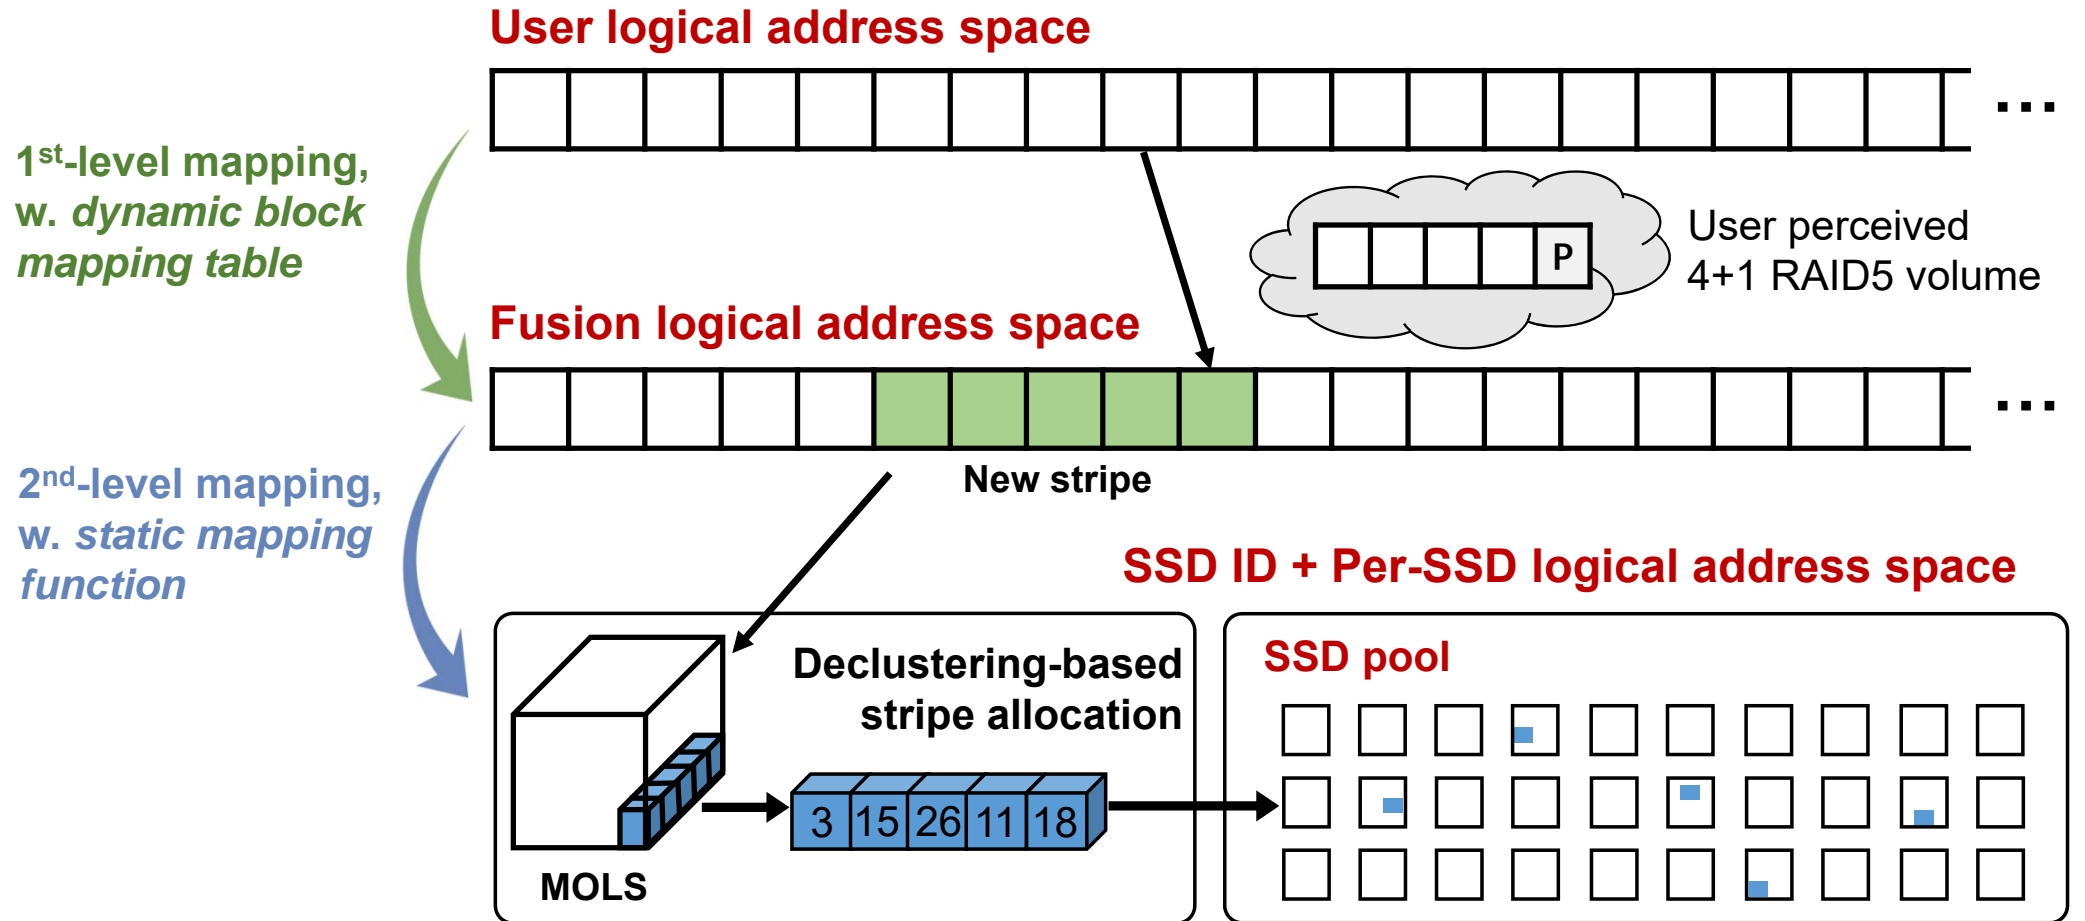 User logical address space
...
1st-level mapping,
w. dynamic block
mapping table
P
User perceived
4+1 RAID5 volume
Fusion logical address space
...
New stripe
2nd-level mapping,
w. static mapping
function
SSD ID + Per-SSD logical address space
Declustering-based
stripe allocation
3 15 26 11 18
MOLS
SSD pool